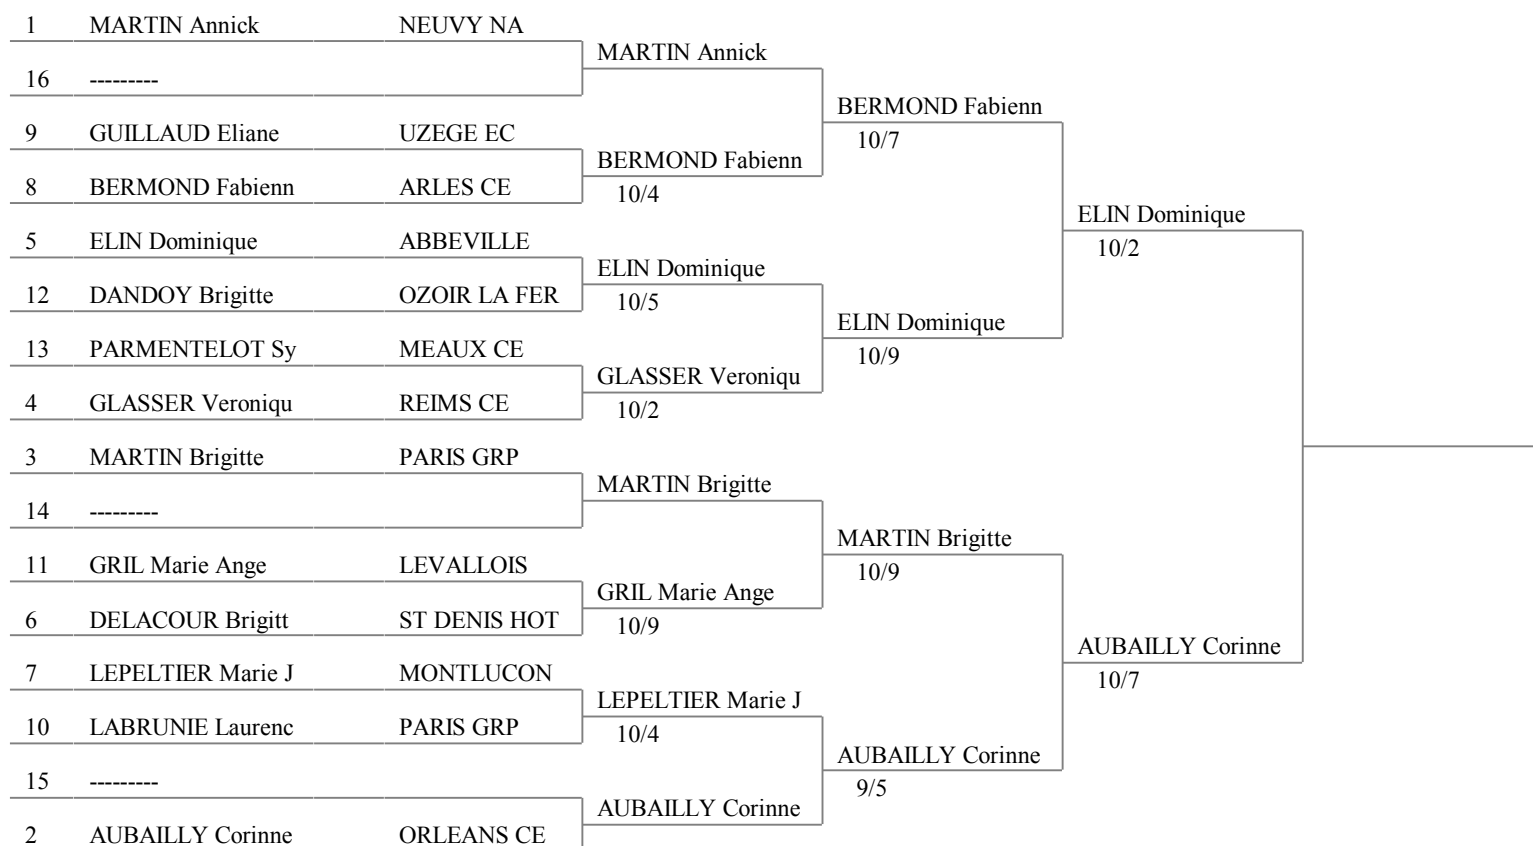 1 MARTIN Annick NEUVY NA
MARTIN Annick
16 ---------
BERMOND Fabienn
10/7
9 GUILLAUD Eliane UZEGE EC
BERMOND Fabienn
10/4
8 BERMOND Fabienn ARLES CE
ELIN Dominique
10/2
5 ELIN Dominique ABBEVILLE
ELIN Dominique
10/5
12 DANDOY Brigitte OZOIR LA FER
ELIN Dominique
10/9
13 PARMENTELOT Sy MEAUX CE
GLASSER Veroniqu
10/2
4 GLASSER Veroniqu REIMS CE
3 MARTIN Brigitte PARIS GRP
MARTIN Brigitte
14 ---------
MARTIN Brigitte
10/9
11 GRIL Marie Ange LEVALLOIS
GRIL Marie Ange
10/9
6 DELACOUR Brigitt ST DENIS HOT
AUBAILLY Corinne
10/7
7 LEPELTIER Marie J MONTLUCON
LEPELTIER Marie J
10/4
10 LABRUNIE Laurenc PARIS GRP
AUBAILLY Corinne
9/5
15 ---------
AUBAILLY Corinne
2 AUBAILLY Corinne ORLEANS CE